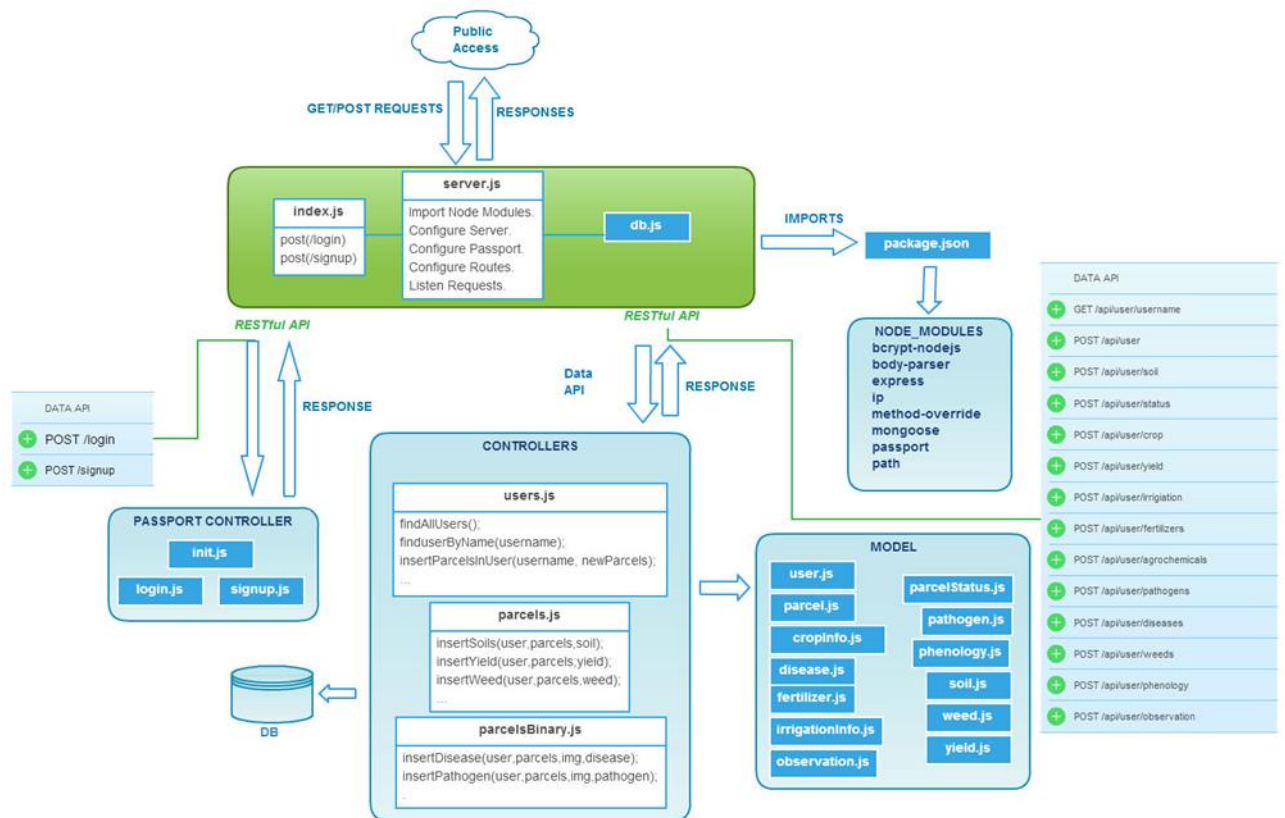 Public
Access
GET/POST REQUESTS
RESPONSES
server.js
Import Node Modules.
Configure Server.
Configure Passport.
Configure Routes.
Listen Requests.
index.js
post(/login)
post(/signup)
db.js
IMPORTS
package.json
NODE_MODULES
bcrypt-nodejs
body-parser
express
ip
method-override
mongoose
passport
path
RESTful API
RESTful API
RESPONSE
Data
API
RESPONSE
DATA API
POST /login
POST /signup
PASSPORT CONTROLLER
init.js
login.js
signup.js
CONTROLLERS
users.js
findAllUsers();
finduserByName(username);
insertParcelsInUser(username, newParcels);
...
parcels.js
insertSoils(user,parcels,soil);
insertYield(user,parcels,yield);
insertWeed(user,parcels,weed);
...
parcelsBinary.js
insertDisease(user,parcels,img,disease);
insertPathogen(user,parcels,img,pathogen);
.
DB
MODEL
user.js
parcel.js
cropInfo.js
disease.js
fertilizer.js
irrigationInfo.js
observation.js
parcelStatus.js
pathogen.js
phenology.js
soil.js
weed.js
yield.js
DATA API
GET /api/user/username
POST /api/user
POST /api/user/soil
POST /api/user/status
POST /api/user/crop
POST /api/user/yield
POST /api/user/irrigiation
POST /api/user/fertilizers
POST /api/user/agrochemicals
POST /api/user/pathogens
POST /api/user/diseases
POST /api/user/weeds
POST /api/user/phenology
POST /api/user/observation